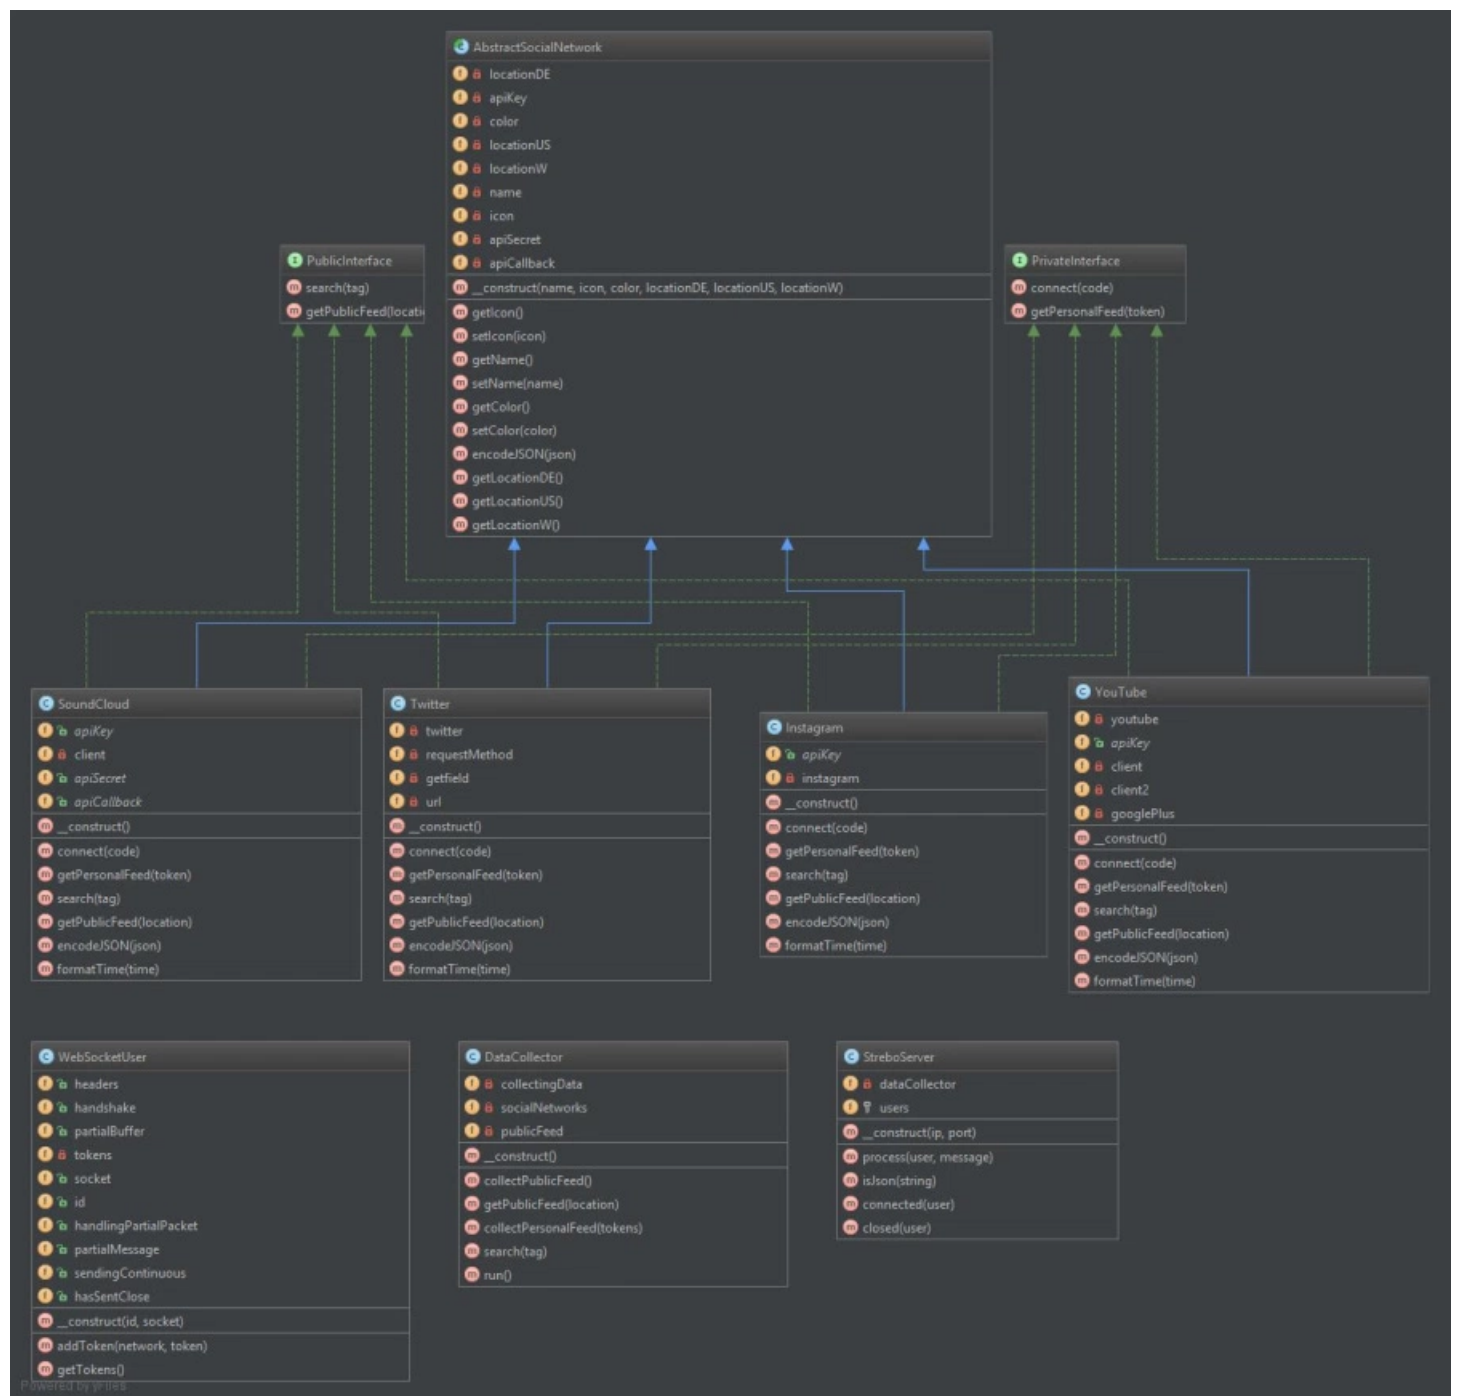 AbstractSocialNetwork
locationDE
apiKey
color
locationUS
locationW
name
icon
apiSecret
apiCallback
__construct(name, icon, color, locationDE, locationUS, locationW)
getIcon()
setIcon(icon)
getName()
setName(name)
getColor()
setColor(color)
encodeJSON(json)
getLocationDE()
getLocationUS()
getLocationW()
PublicInterface
search(tag)
getPublicFeed(locati
PrivateInterface
connect(code)
getPersonalFeed(token)
SoundCloud
apiKey
client
apiSecret
apiCallback
__construct()
connect(code)
getPersonalFeed(token)
search(tag)
getPublicFeed(location)
encodeJSON(json)
formatTime(time)
Twitter
twitter
requestMethod
getfield
url
__construct()
connect(code)
getPersonalFeed(token)
search(tag)
getPublicFeed(location)
encodeJSON(json)
formatTime(time)
Instagram
apiKey
instagram
__construct()
connect(code)
getPersonalFeed(token)
search(tag)
getPublicFeed(location)
encodeJSON(json)
formatTime(time)
YouTube
youtube
apiKey
client
client2
googlePlus
__construct()
connect(code)
getPersonalFeed(token)
search(tag)
getPublicFeed(location)
encodeJSON(json)
formatTime(time)
WebSocketUser
headers
handshake
partialBuffer
tokens
socket
id
handlingPartialPacket
partialMessage
sendingContinuous
hasSentClose
__construct(id, socket)
addToken(network, token)
getTokens()
Powered by yFiles
DataCollector
collectingData
socialNetworks
publicFeed
__construct()
collectPublicFeed()
getPublicFeed(location)
collectPersonalFeed(tokens)
search(tag)
run()
StreboServer
dataCollector
users
__construct(ip, port)
process(user, message)
isJson(string)
connected(user)
closed(user)